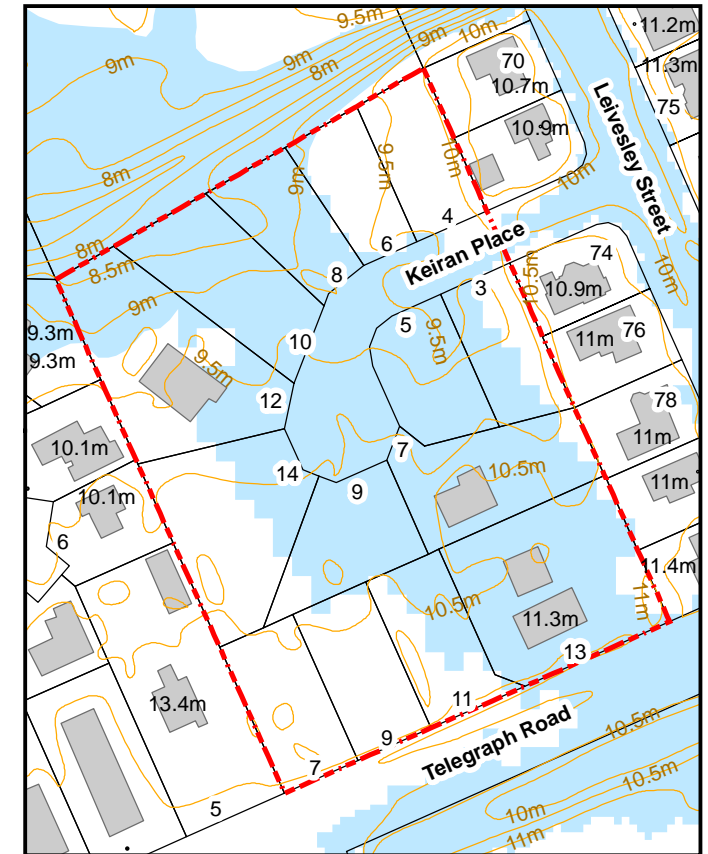 9.5m
11.2m
9m
10m
9m
9m
8m
70
11.3m
10.7m
75
Leivesley Street
10.9m
9.5m
10m
9m
8m
10m
4
Keiran Place
6
8m
8.5m
8
10.5m
74
10m
3
10.9m
9m
5
9.5m
76
9.3m
10
11m
9.3m
9.5m
12
78
10.1m
7
11m
14
10.5m
9
11m
10.1m
6
11.4m
10.5m
11m
11.3m
13
13.4m
11
Telegraph Road
10.5m
9
7
10.5m
5
10m
11m